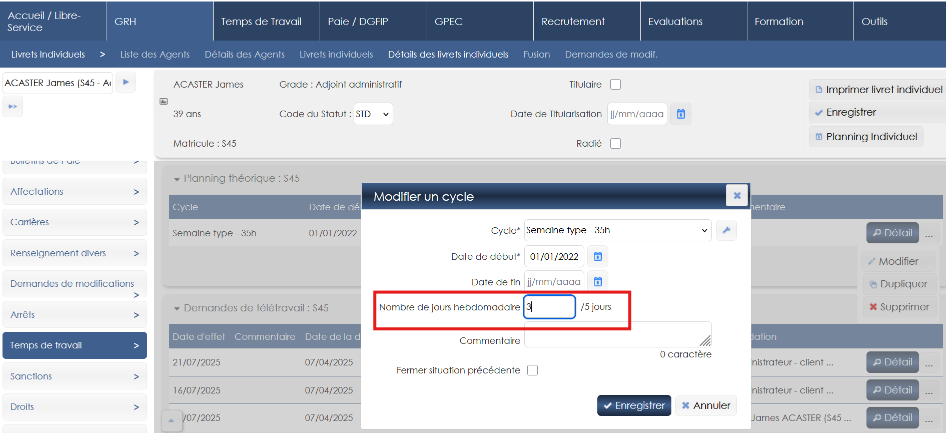 Accueil / Libre-Service GRH Temps de Travail Paie / DGFIP GPEC Recrutement Evaluations Formation Outils
Livrets Individuels > Liste des Agents Détails des Agents Livrets individuels Détails des livrets individuels Fusion Demandes de modif.
ACASTER James (S45 - A
ACASTER James Grade : Adjoint administratif Titulaire
39 ans Code du Statut : STD Date de Titularisation jj/mm/aaaa
Matricule : S45 Radié
Imprimer livret individuel
Enregistrer
Planning Individuel
Bulletins de Paie >
Affectations >
Carrières >
Renseignement divers >
Demandes de modifications >
Arrêts >
Temps de travail >
Sanctions >
Droits >
Planning théorique : S45
Cycle Date de dé entaire
Semaine type - 35h 01/01/2022 Détail ...
Modifier
Dupliquer
Supprimer
Demandes de télétravail : S45
Date d'effet Commentaire Date de la d dation
21/07/2025 07/04/2025 nistrateur - client ... Détail ...
16/07/2025 07/04/2025 nistrateur - client ... Détail ...
/07/2025 07/04/2025 James ACASTER (S45 ... Détail ...
Modifier un cycle
Cycle* Semaine type - 35h
Date de début* 01/01/2022
Date de fin jj/mm/aaaa
Nombre de jours hebdomadaire 3 /5 jours
Commentaire
0 caractère
Fermer situation précédente
Enregistrer Annuler